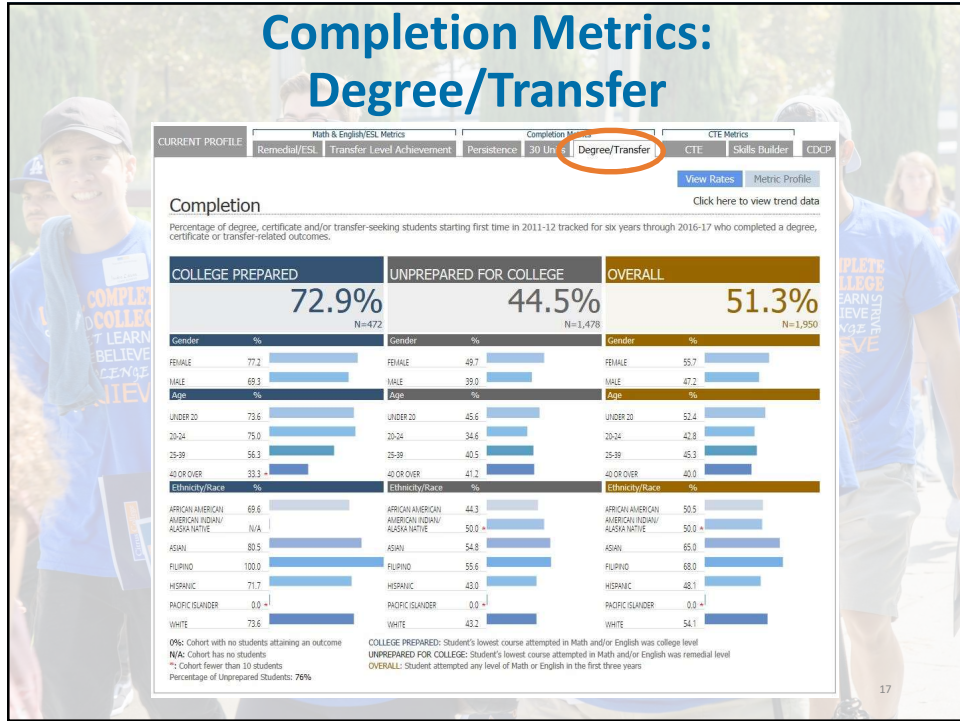 Completion Metrics:
Degree/Transfer
CURRENT PROFILE
Math & English/ESL Metrics
Completion
CTE Metrics
Remedial/ESL
Transfer Level Achievement
Persistence
30 Units
Degree/Transfer
CTE
Skills Builder
CDCP
View Rates
Metric Profile
Completion
Click here to view trend data
Percentage of degree, certificate and/or transfer-seeking students starting first time in 2011-12 tracked for six years through 2016-17 who completed a degree,
certificate or transfer-related outcomes.
COLLEGE PREPARED
72.9%
N=472
Gender %
FEMALE 77.2
MALE 69.3
Age %
UNDER 20 73.6
20-24 75.0
25-39 56.3
40 OR OVER 33.3 *
Ethnicity/Race %
AFRICAN AMERICAN 69.6
AMERICAN INDIAN/
ALASKA NATIVE N/A
ASIAN 80.5
FILIPINO 100.0
HISPANIC 71.7
PACIFIC ISLANDER 0.0 *
WHITE 73.6
UNPREPARED FOR COLLEGE
44.5%
N=1,478
Gender %
FEMALE 49.7
MALE 39.0
Age %
UNDER 20 45.6
20-24 34.6
25-39 40.5
40 OR OVER 41.2
Ethnicity/Race %
AFRICAN AMERICAN 44.3
AMERICAN INDIAN/
ALASKA NATIVE 50.0 *
ASIAN 54.8
FILIPINO 55.6
HISPANIC 43.0
PACIFIC ISLANDER 0.0 *
WHITE 43.2
OVERALL
51.3%
N=1,950
Gender %
FEMALE 55.7
MALE 47.2
Age %
UNDER 20 52.4
20-24 42.8
25-39 45.3
40 OR OVER 40.0
Ethnicity/Race %
AFRICAN AMERICAN 50.5
AMERICAN INDIAN/
ALASKA NATIVE 50.0 *
ASIAN 65.0
FILIPINO 68.0
HISPANIC 48.1
PACIFIC ISLANDER 0.0 *
WHITE 54.1
0%: Cohort with no students attaining an outcome
N/A: Cohort has no students
*: Cohort fewer than 10 students
Percentage of Unprepared Students: 76%
COLLEGE PREPARED: Student's lowest course attempted in Math and/or English was college level
UNPREPARED FOR COLLEGE: Student's lowest course attempted in Math and/or English was remedial level
OVERALL: Student attempted any level of Math or English in the first three years
17